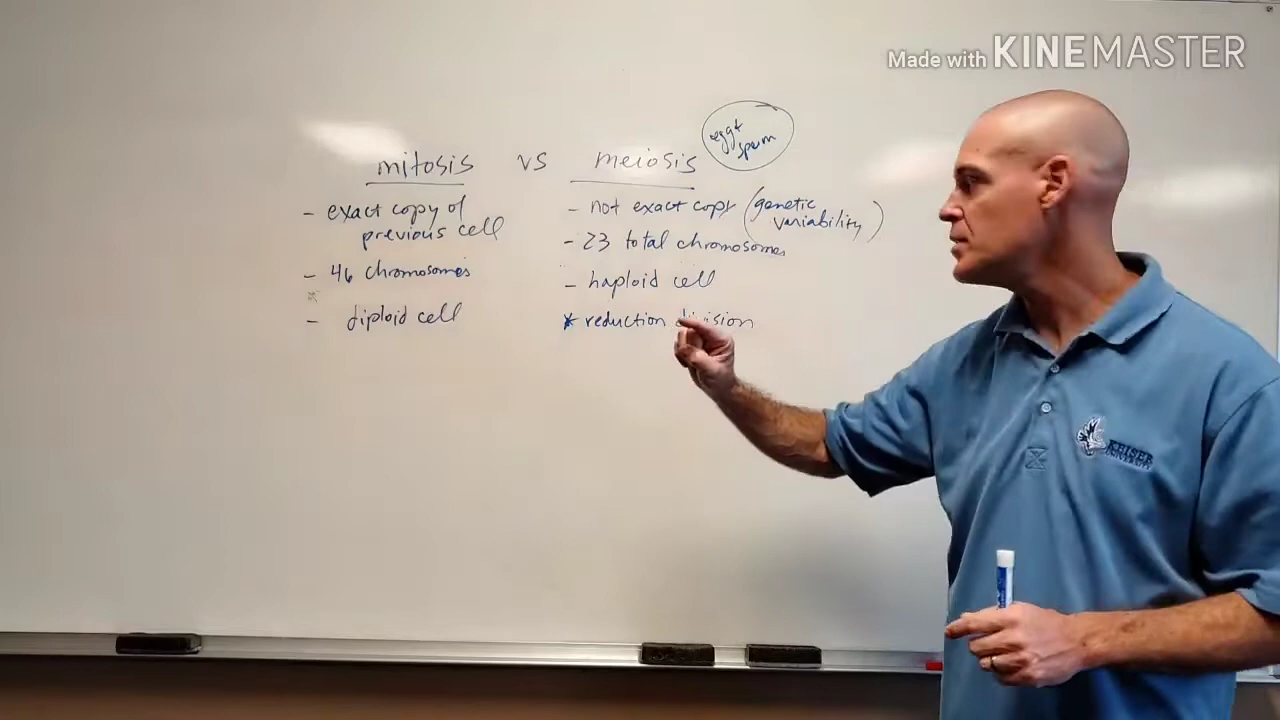 Made with KINEMASTER
egg +
sperm
mitosis vs meiosis
- exact copy of
previous cell
- 46 chromosomes
- diploid cell
- not exact copy (genetic
variability)
- 23 total chromosomes
- haploid cell
* reduction division
KEISER
UNIVERSITY